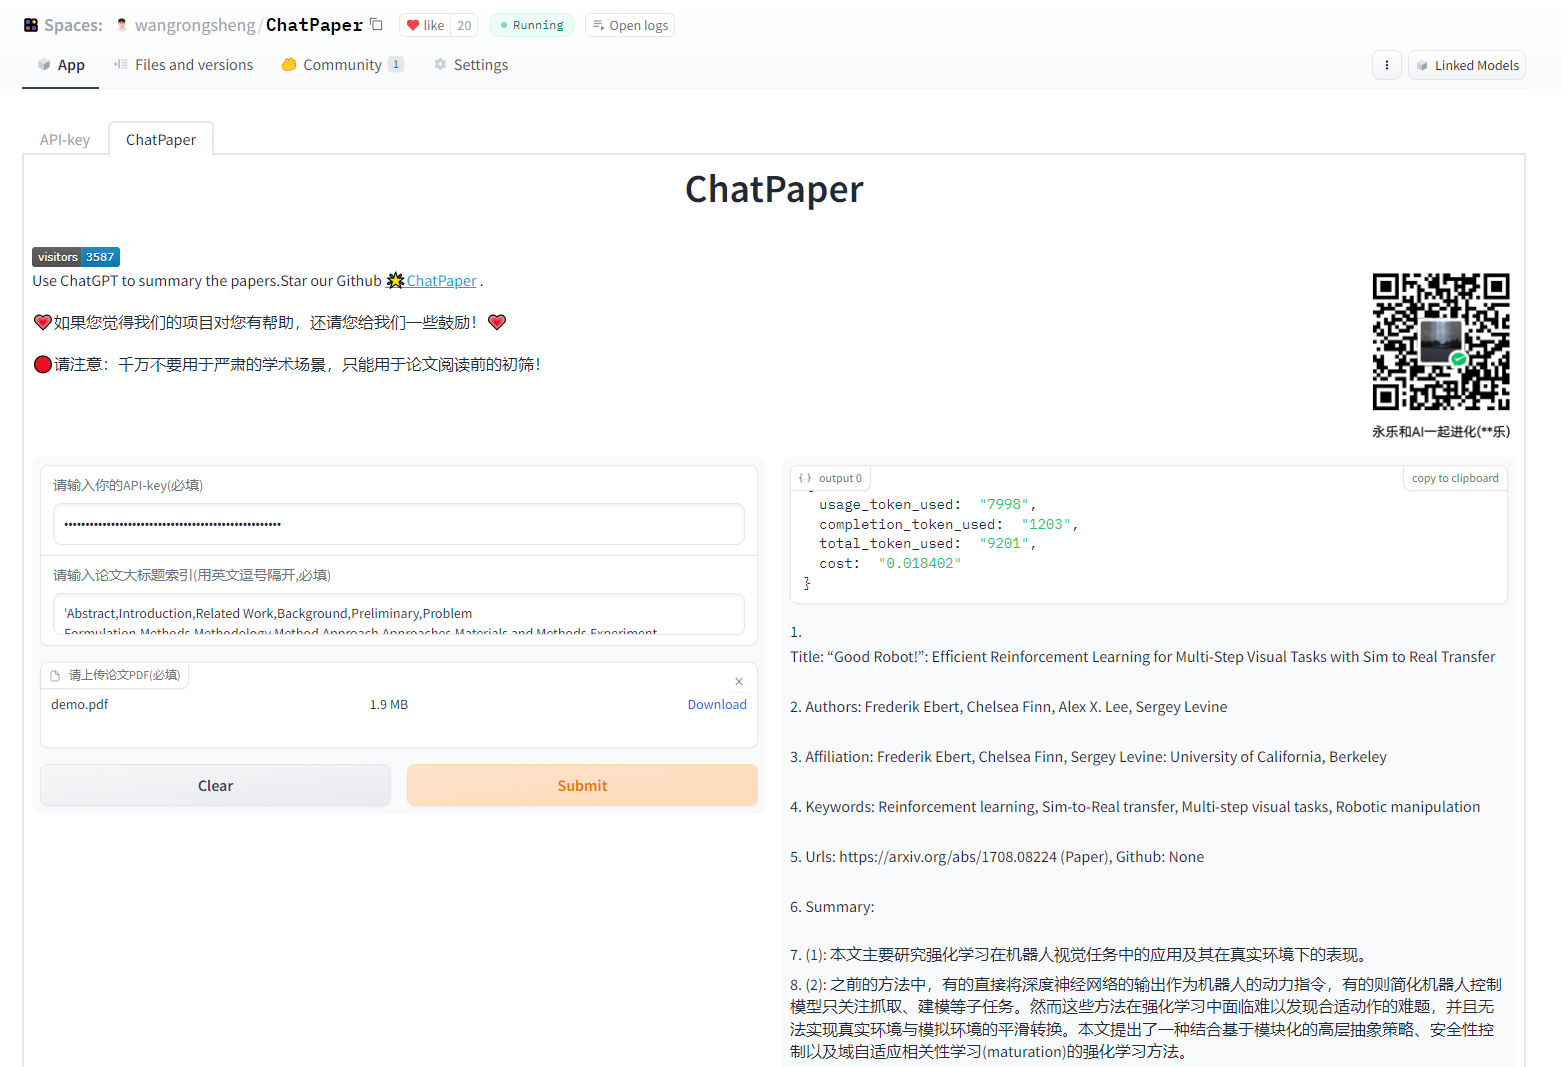 Spaces: wangrongsheng/ChatPaper like 20 Running Open logs
App Files and versions Community 1 Settings Linked Models
API-key ChatPaper
ChatPaper
visitors 3587
Use ChatGPT to summary the papers.Star our Github 🌟ChatPaper .
❤如果您觉得我们的项目对您有帮助，还请您给我们一些鼓励！❤
🔴请注意：千万不要用于严肃的学术场景，只能用于论文阅读前的初筛！
永乐和AI一起进化(**乐)
请输入你的API-key(必填)
••••••••••••••••••••••••••••••••••••••••••••••••••••
请输入论文大标题索引(用英文逗号隔开,必填)
'Abstract,Introduction,Related Work,Background,Preliminary,Problem
Formulation,Methods,Methodology,Method,Approach,Approaches,Materials and Methods,Experiment
请上传论文PDF(必填)
demo.pdf 1.9 MB Download
Clear Submit
{ } output 0 copy to clipboard
usage_token_used: "7998",
completion_token_used: "1203",
total_token_used: "9201",
cost: "0.018402"
}
1.
Title: “Good Robot!”: Efficient Reinforcement Learning for Multi-Step Visual Tasks with Sim to Real Transfer
2. Authors: Frederik Ebert, Chelsea Finn, Alex X. Lee, Sergey Levine
3. Affiliation: Frederik Ebert, Chelsea Finn, Sergey Levine: University of California, Berkeley
4. Keywords: Reinforcement learning, Sim-to-Real transfer, Multi-step visual tasks, Robotic manipulation
5. Urls: https://arxiv.org/abs/1708.08224 (Paper), Github: None
6. Summary:
7. (1): 本文主要研究强化学习在机器人视觉任务中的应用及其在真实环境下的表现。
8. (2): 之前的方法中，有的直接将深度神经网络的输出作为机器人的动力指令，有的则简化机器人控制
模型只关注抓取、建模等子任务。然而这些方法在强化学习中面临难以发现合适动作的难题，并且无
法实现真实环境与模拟环境的平滑转换。本文提出了一种结合基于模块化的高层抽象策略、安全性控
制以及域自适应相关性学习(maturation)的强化学习方法。